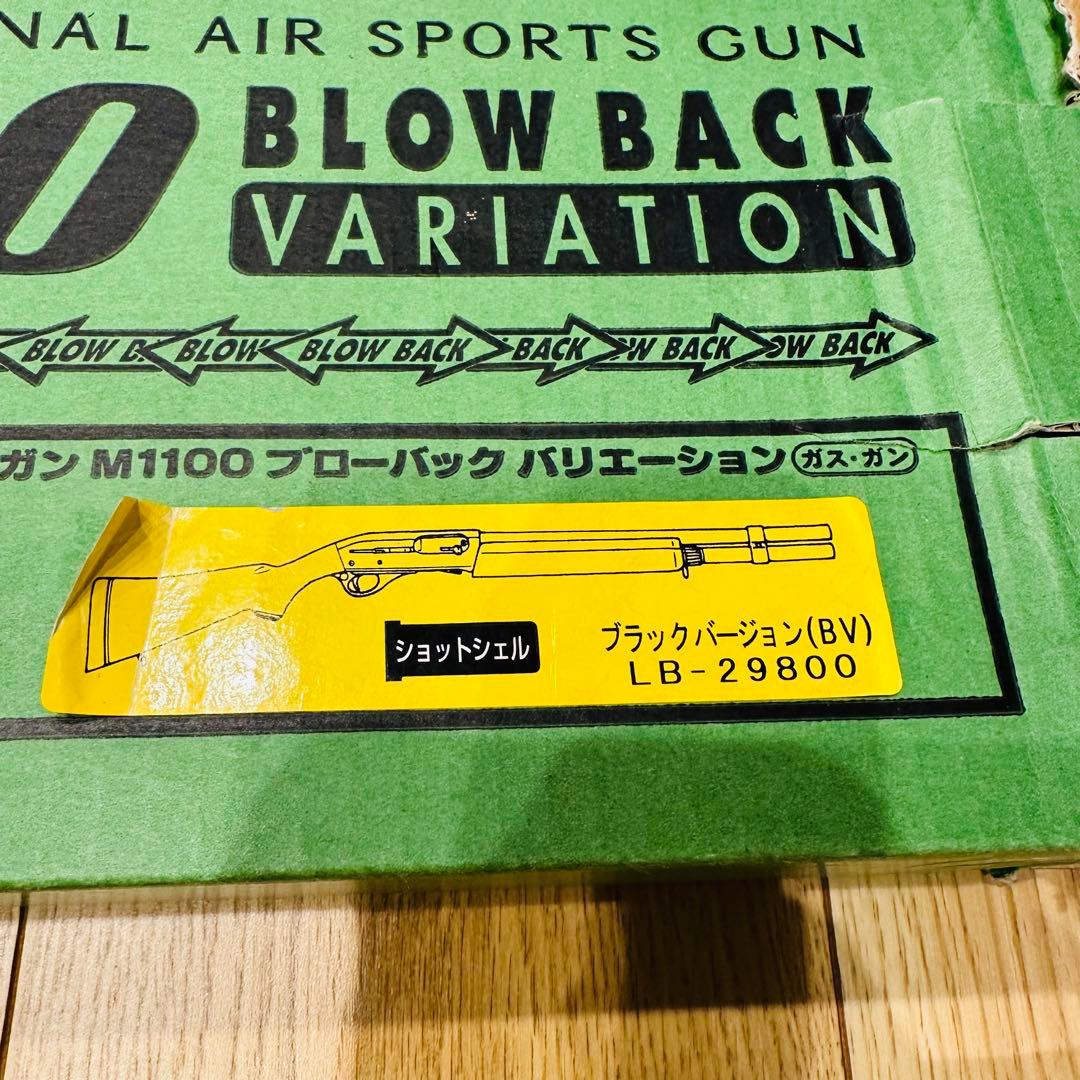 NAL AIR SPORTS GUN
0 BLOW BACK
VARIATION
BLOW B BLOW BLOW BACK BACK W BACK OW BACK
ガン M1100 ブローバック バリエーション ガス・ガン
ショットシェル
ブラックバージョン(BV)
LB-29800